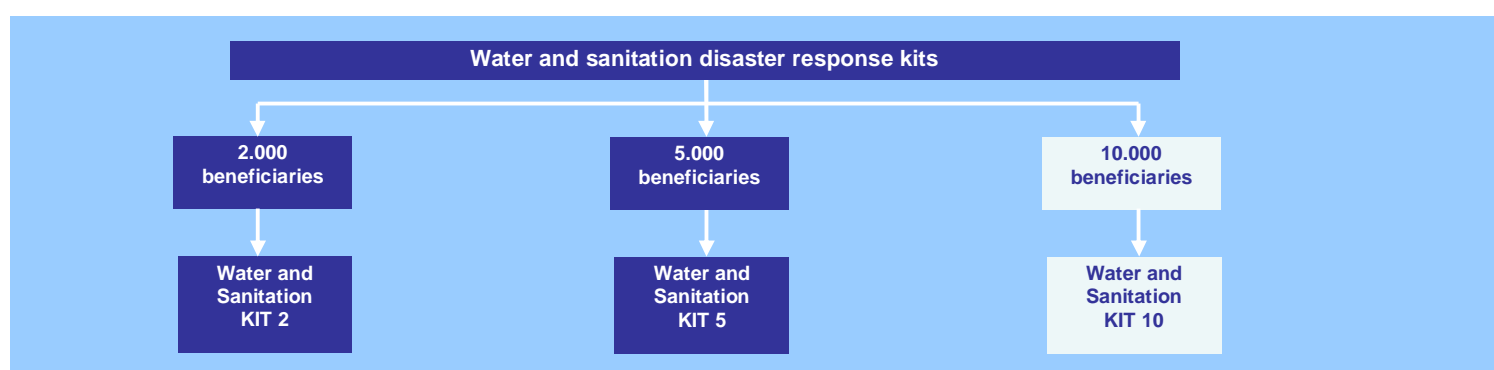 Water and sanitation disaster response kits
2.000
beneficiaries
5.000
beneficiaries
10.000
beneficiaries
Water and
Sanitation
KIT 2
Water and
Sanitation
KIT 5
Water and
Sanitation
KIT 10